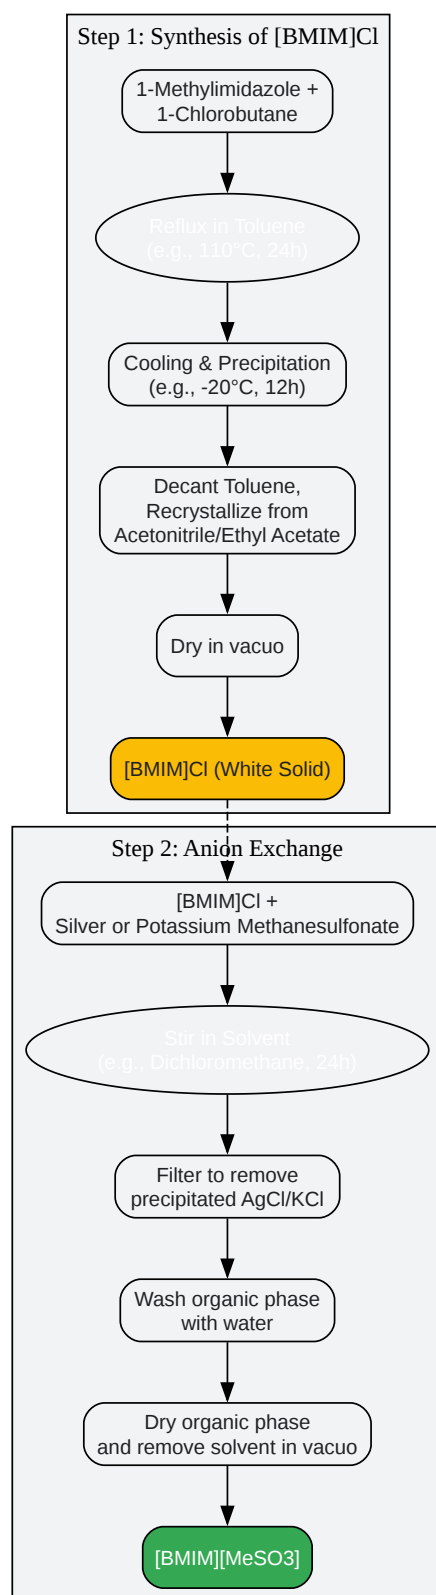 Step 1: Synthesis of [BMIM]Cl
1-Methylimidazole +
1-Chlorobutane
Reflux in Toluene
(e.g., 110°C, 24h)
Cooling & Precipitation
(e.g., -20°C, 12h)
Decant Toluene,
Recrystallize from
Acetonitrile/Ethyl Acetate
Dry in vacuo
[BMIM]Cl (White Solid)
Step 2: Anion Exchange
[BMIM]Cl +
Silver or Potassium Methanesulfonate
Stir in Solvent
(e.g., Dichloromethane, 24h)
Filter to remove
precipitated AgCl/KCl
Wash organic phase
with water
Dry organic phase
and remove solvent in vacuo
[BMIM][MeSO3]